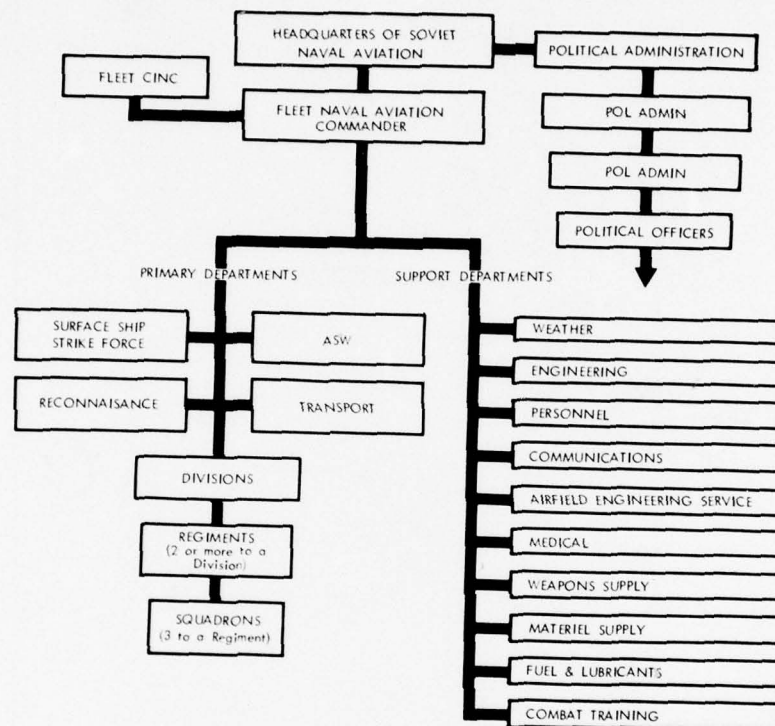 HEADQUARTERS OF SOVIET
NAVAL AVIATION
POLITICAL ADMINISTRATION
FLEET CINC
FLEET NAVAL AVIATION
COMMANDER
POL ADMIN
POL ADMIN
POLITICAL OFFICERS
PRIMARY DEPARTMENTS
SUPPORT DEPARTMENTS
SURFACE SHIP
STRIKE FORCE
ASW
RECONNAISANCE
TRANSPORT
DIVISIONS
REGIMENTS
(2 or more to a
Division)
SQUADRONS
(3 to a Regiment)
WEATHER
ENGINEERING
PERSONNEL
COMMUNICATIONS
AIRFIELD ENGINEERING SERVICE
MEDICAL
WEAPONS SUPPLY
MATERIEL SUPPLY
FUEL & LUBRICANTS
COMBAT TRAINING